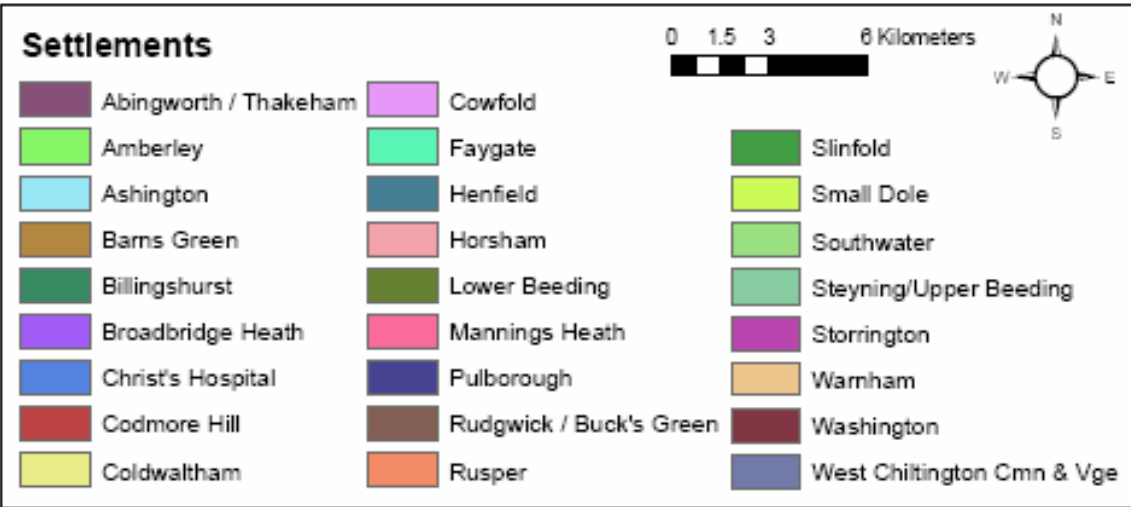 Settlements
0 1.5 3 6 Kilometers
N
W E
S
Abingworth / Thakeham
Amberley
Ashington
Barns Green
Billingshurst
Broadbridge Heath
Christ's Hospital
Codmore Hill
Coldwaltham
Cowfold
Faygate
Henfield
Horsham
Lower Beeding
Mannings Heath
Pulborough
Rudgwick / Buck's Green
Rusper
Slinfold
Small Dole
Southwater
Steyning/Upper Beeding
Storrington
Warnham
Washington
West Chiltington Cmn & Vge